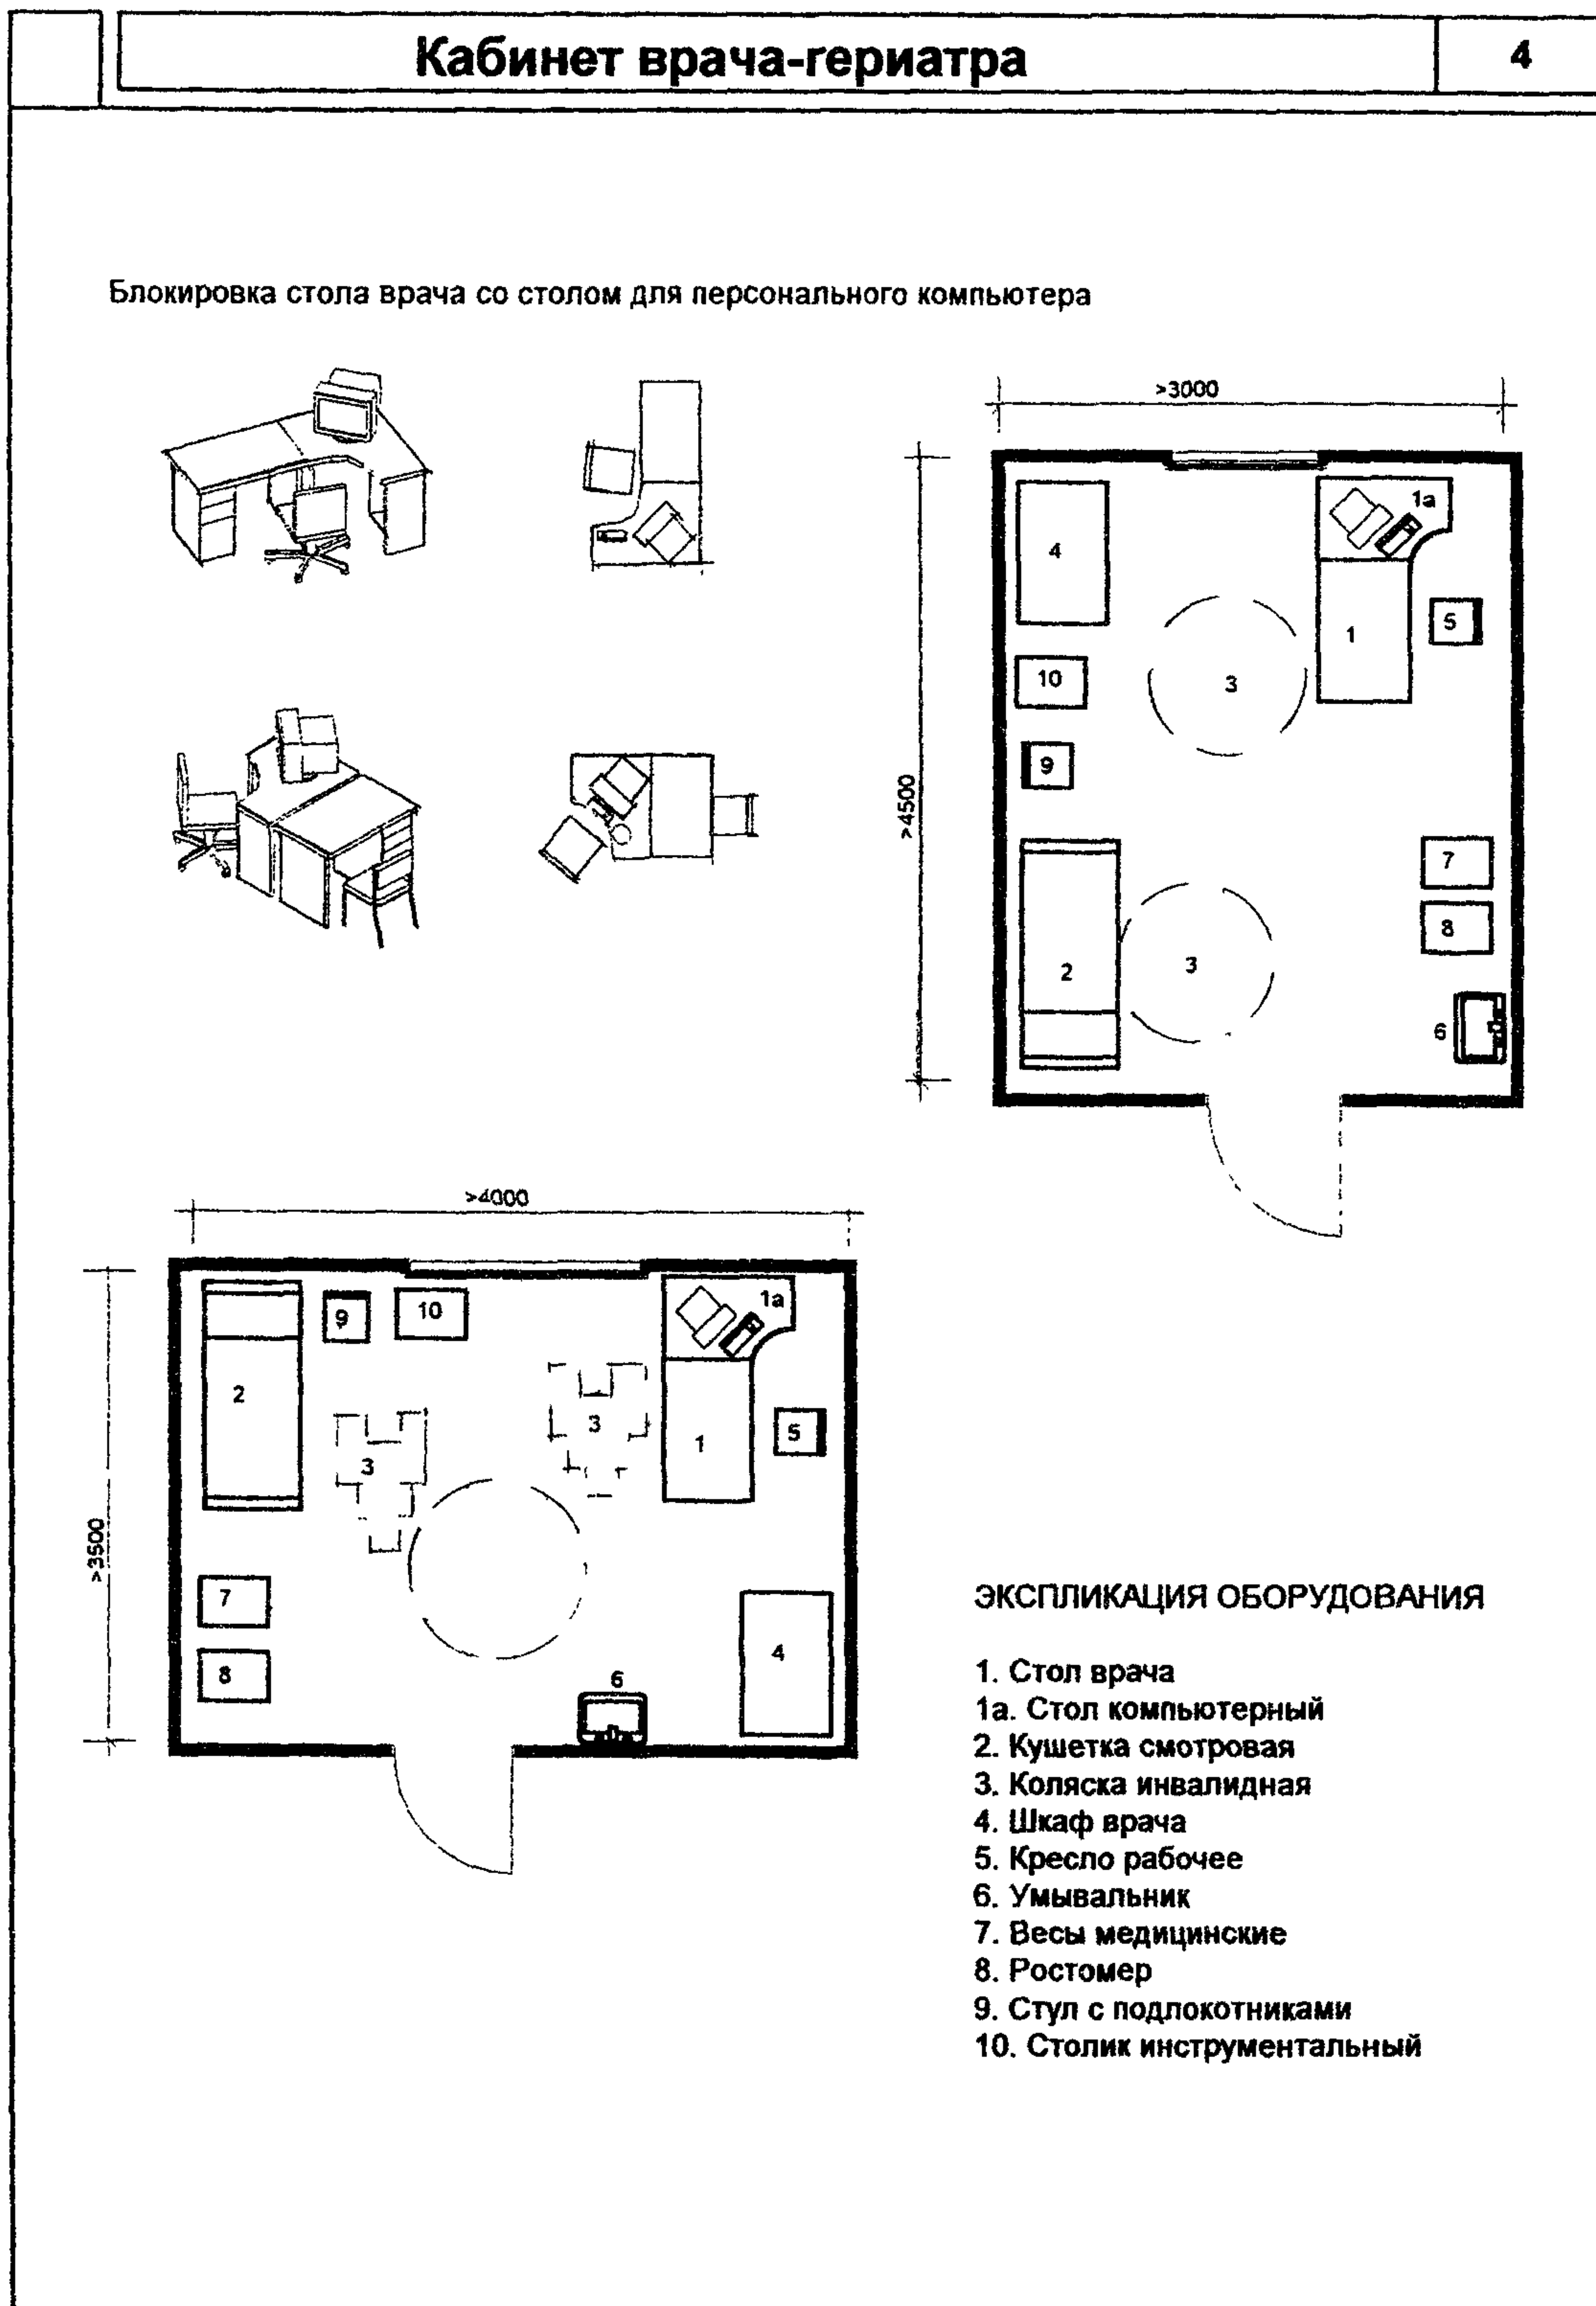 Кабинет врача-гериатра
4
Блокировка стола врача со столом для персонального компьютера
>3000
>4500
1а
4
5
1
10
3
9
7
8
2
3
6
>4000
>3500
1а
9
10
2
3
1
5
3
7
8
6
4
ЭКСПЛИКАЦИЯ ОБОРУДОВАНИЯ
1. Стол врача
1а. Стол компьютерный
2. Кушетка смотровая
3. Коляска инвалидная
4. Шкаф врача
5. Кресло рабочее
6. Умывальник
7. Весы медицинские
8. Ростомер
9. Стул с подлокотниками
10. Столик инструментальный